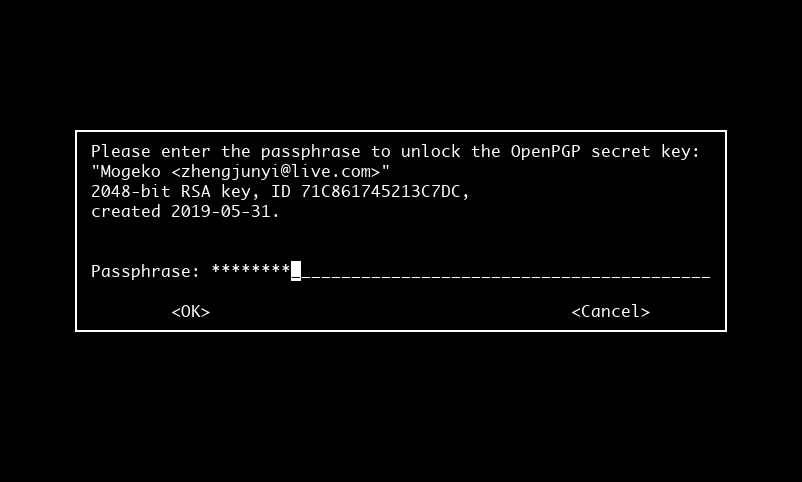 Please enter the passphrase to unlock the OpenPGP secret key:
"Mogeko <zhengjunyi@live.com>"
2048-bit RSA key, ID 71C861745213C7DC,
created 2019-05-31.
Passphrase: ********__________________________________________
<OK> <Cancel>